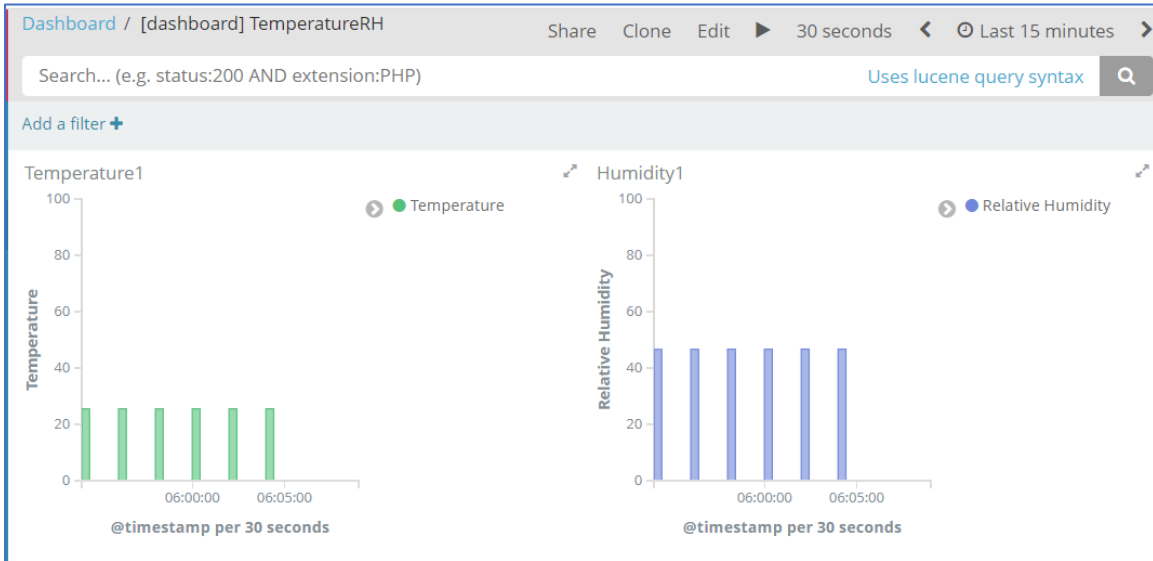 Dashboard / [dashboard] TemperatureRH
Share Clone Edit 30 seconds Last 15 minutes
Search... (e.g. status:200 AND extension:PHP) Uses lucene query syntax
Add a filter
Temperature1
100
80
60
40
20
0
Temperature
06:00:00 06:05:00
@timestamp per 30 seconds
Temperature
Humidity1
100
80
60
40
20
0
Relative Humidity
06:00:00 06:05:00
@timestamp per 30 seconds
Relative Humidity